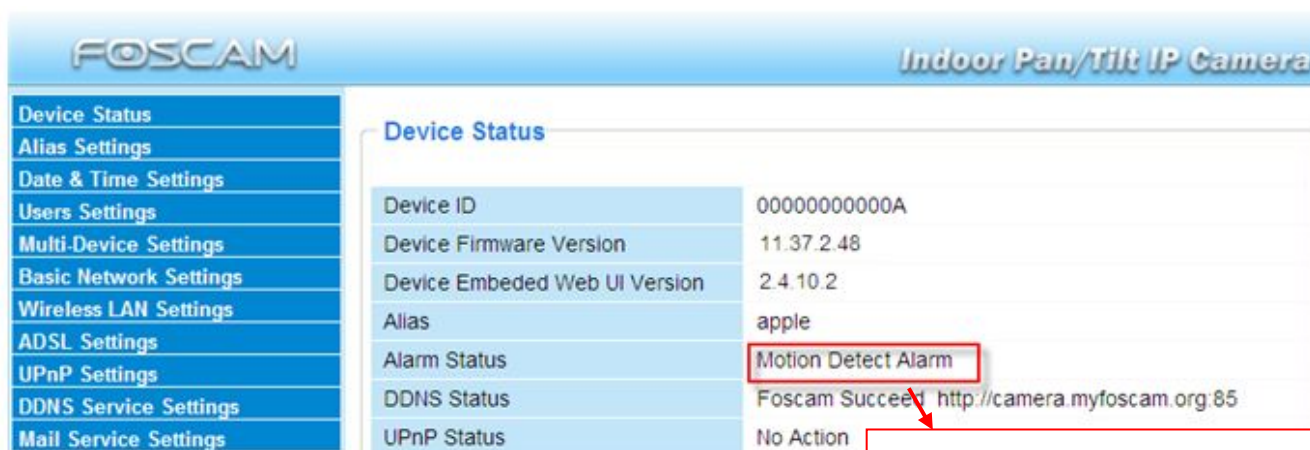 FOSCAM
Indoor Pan/Tilt IP Camera
Device Status
Alias Settings
Date & Time Settings
Users Settings
Multi-Device Settings
Basic Network Settings
Wireless LAN Settings
ADSL Settings
UPnP Settings
DDNS Service Settings
Mail Service Settings
Device Status
Device ID 00000000000A
Device Firmware Version 11.37.2.48
Device Embeded Web UI Version 2.4.10.2
Alias apple
Alarm Status Motion Detect Alarm
DDNS Status Foscam Succeed http://camera.myfoscam.org:85
UPnP Status No Action